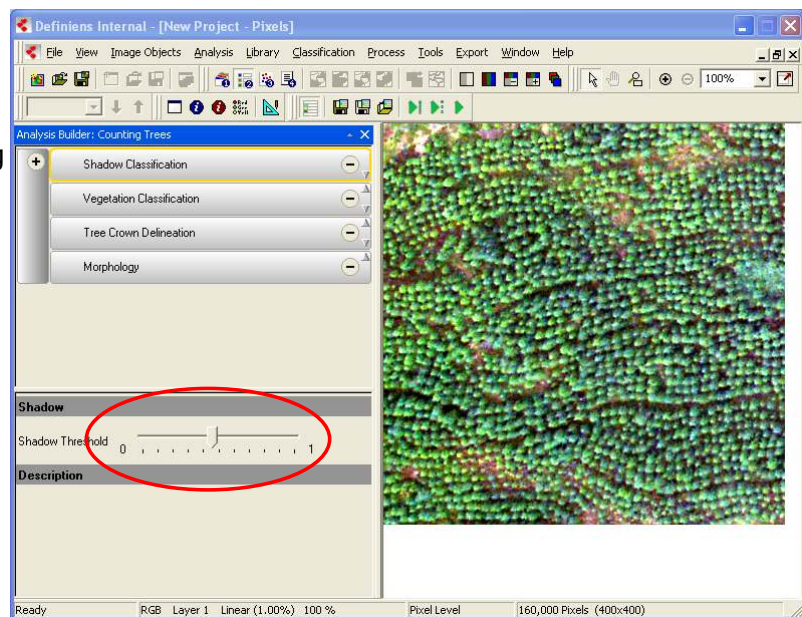 Definiens Internal - [New Project - Pixels]
File View Image Objects Analysis Library Classification Process Tools Export Window Help
100%
Analysis Builder: Counting Trees
g
Shadow Classification
Vegetation Classification
Tree Crown Delineation
Morphology
Shadow
Shadow Threshold 0 1
Description
Ready RGB Layer 1 Linear (1.00%) 100 % Pixel Level 160,000 Pixels (400x400)